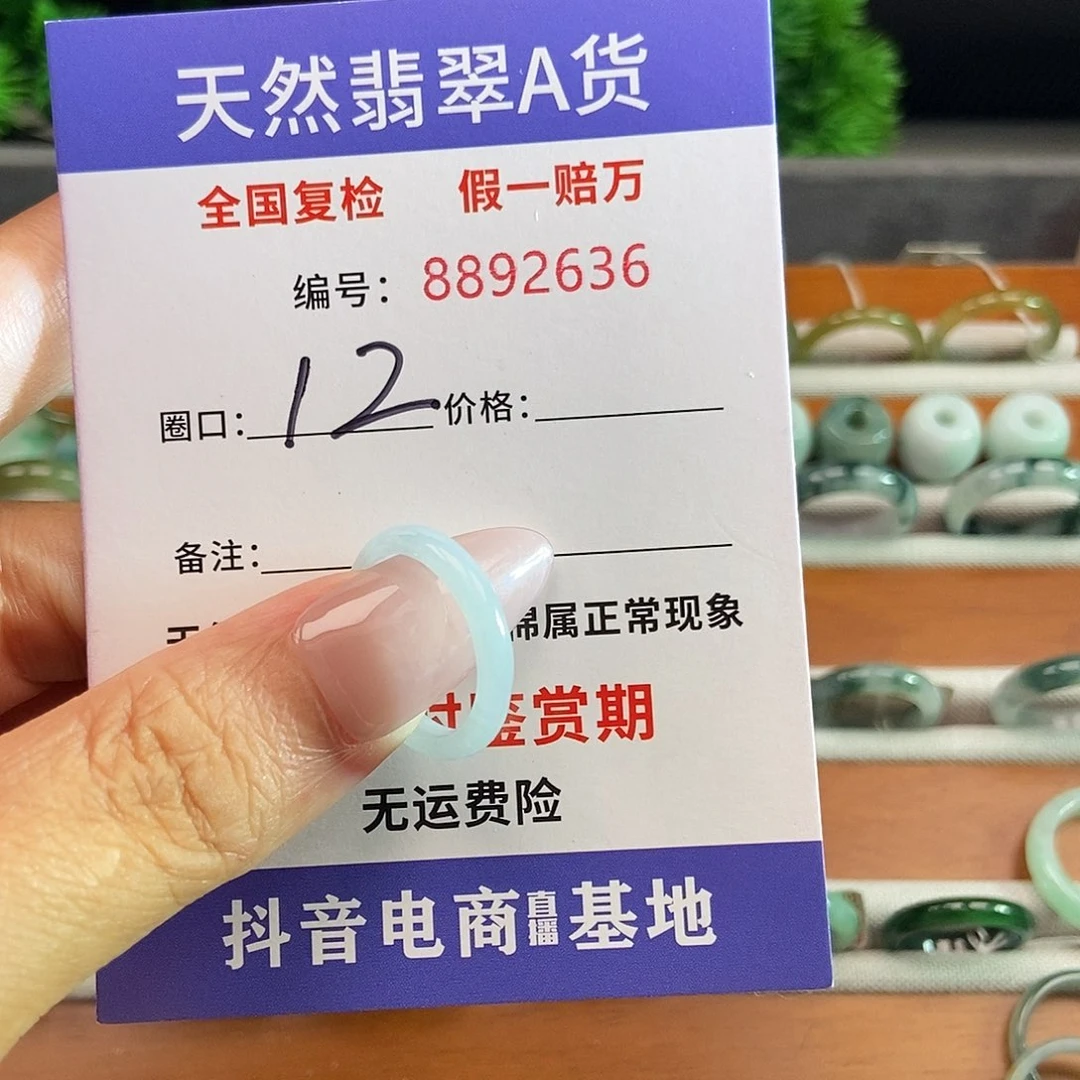 天然翡翠A货
全国复检 假一赔万
编号：8892636
圈口：12 价格：
备注：
棉属正常现象
鉴赏期
无运费险
抖音电商直播基地